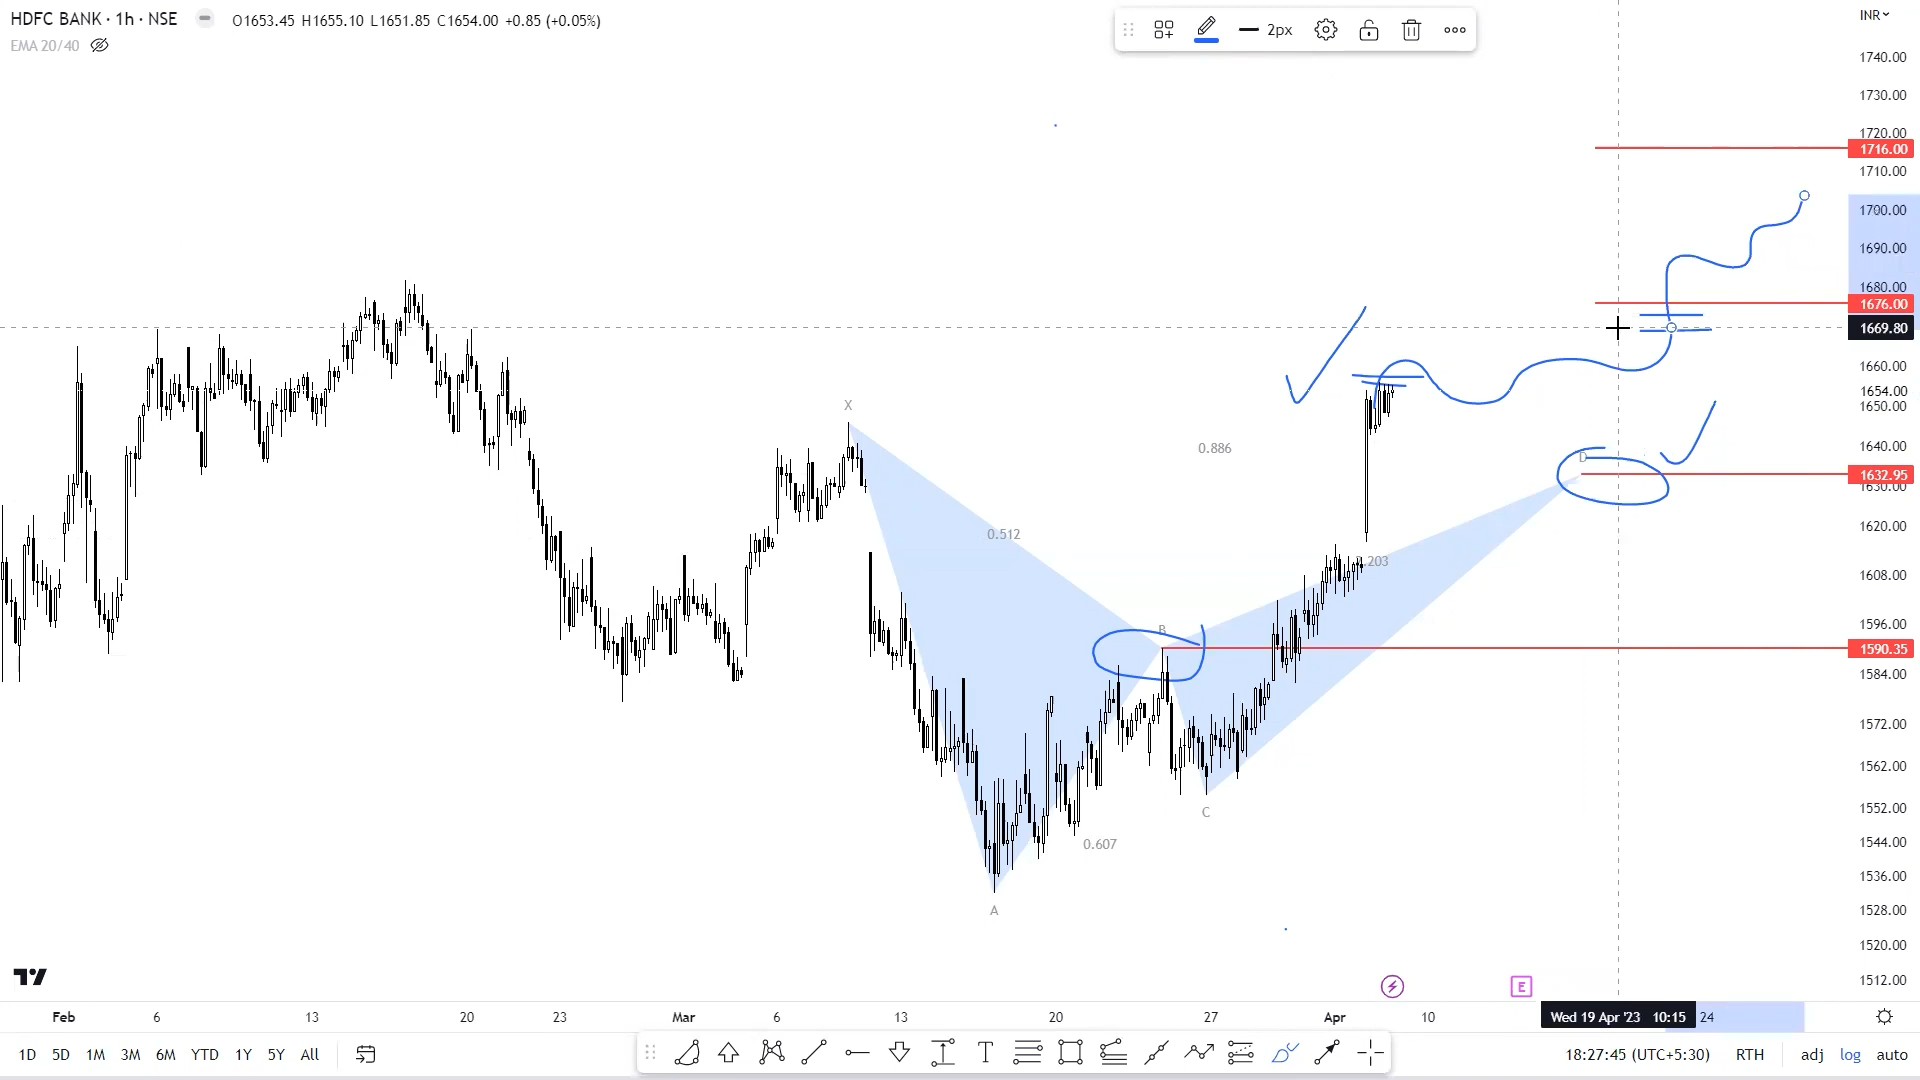 HDFC BANK · 1h · NSE O1653.45 H1655.10 L1651.85 C1654.00 +0.85 (+0.05%)
EMA 20/40
2px
INR
1740.00
1730.00
1720.00
1716.00
1710.00
1700.00
1690.00
1680.00
1676.00
1669.80
1660.00
1654.00
1650.00
1640.00
1632.95
1630.00
1620.00
1608.00
1596.00
1590.35
1584.00
1572.00
1562.00
1552.00
1544.00
1536.00
1528.00
1520.00
1512.00
X
0.886
D
0.512
2.203
B
C
0.607
A
E
Feb 6 13 20 23 Mar 6 13 20 27 Apr 10 Wed 19 Apr '23 10:15 24
1D 5D 1M 3M 6M YTD 1Y 5Y All
T
18:27:45 (UTC+5:30) RTH adj log auto